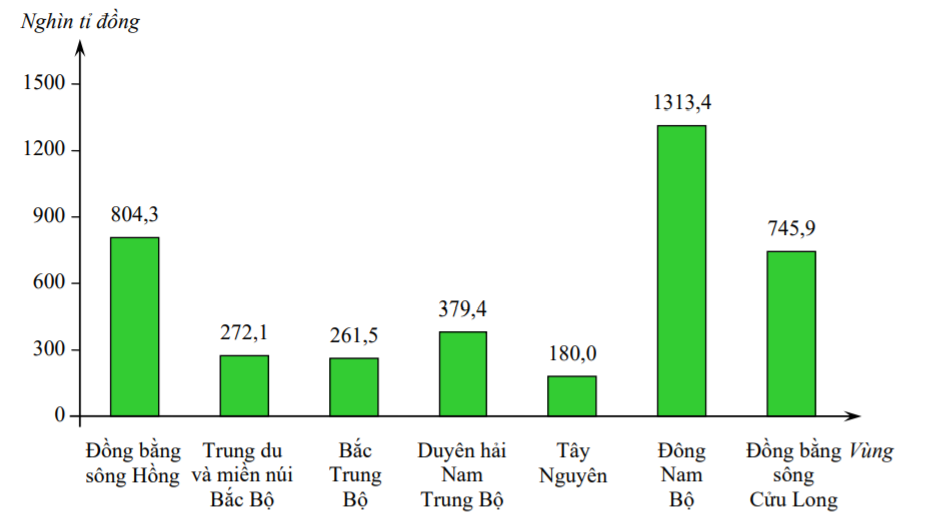 Nghìn tỉ đồng
1500
1200
900
600
300
0
804,3
272,1
261,5
379,4
180,0
1313,4
745,9
Đồng bằng
sông Hồng
Trung du
và miền núi
Bắc Bộ
Bắc
Trung
Bộ
Duyên hải
Nam
Trung Bộ
Tây
Nguyên
Đông
Nam
Bộ
Đồng bằng
sông
Cửu Long
Vùng